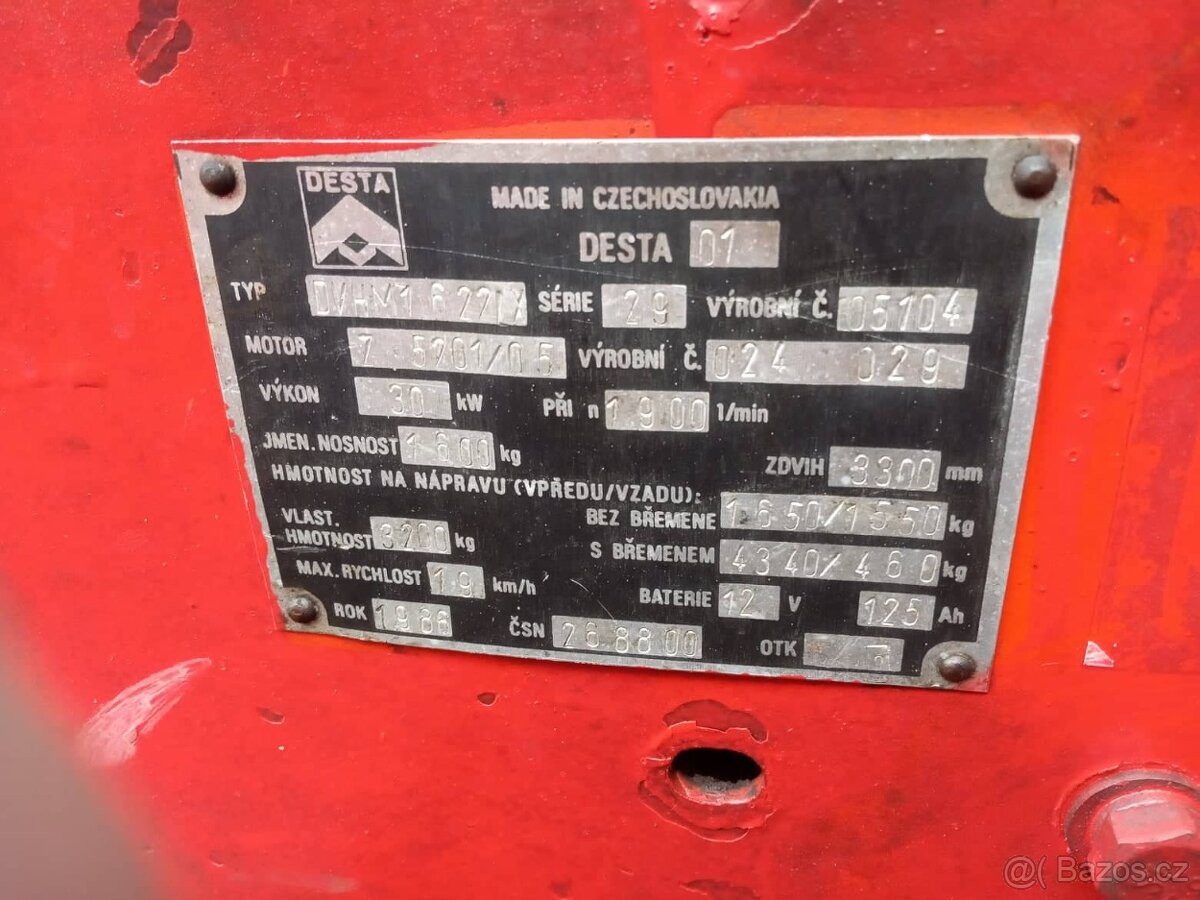 DESTA
MADE IN CZECHOSLOVAKIA
DESTA 01
TYP DVHM1622LX SÉRIE 29 VÝROBNÍ Č. 05104
MOTOR Z 5201/05 VÝROBNÍ Č. 024 029
VÝKON 30 kW PŘI n 1900 1/min
JMEN. NOSNOST 1600 kg ZDVIH 3300 mm
HMOTNOST NA NÁPRAVU (VPŘEDU/VZADU):
BEZ BŘEMENE 1650/1550 kg
VLAST. HMOTNOST 3200 kg S BŘEMENEM 4340/460 kg
MAX. RYCHLOST 19 km/h BATERIE 12 V 125 Ah
ROK 1986 ČSN 268800 OTK
Bazos.cz